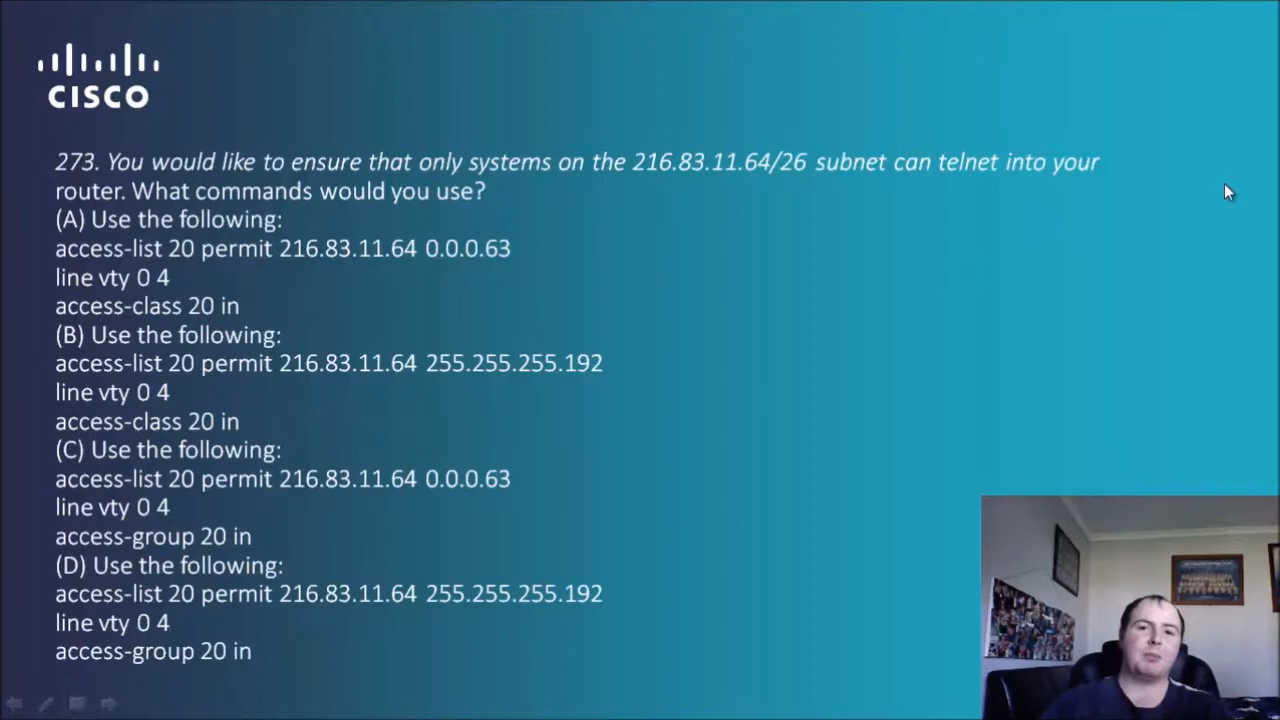 CISCO
273. You would like to ensure that only systems on the 216.83.11.64/26 subnet can telnet into your
router. What commands would you use?
(A) Use the following:
access-list 20 permit 216.83.11.64 0.0.0.63
line vty 0 4
access-class 20 in
(B) Use the following:
access-list 20 permit 216.83.11.64 255.255.255.192
line vty 0 4
access-class 20 in
(C) Use the following:
access-list 20 permit 216.83.11.64 0.0.0.63
line vty 0 4
access-group 20 in
(D) Use the following:
access-list 20 permit 216.83.11.64 255.255.255.192
line vty 0 4
access-group 20 in